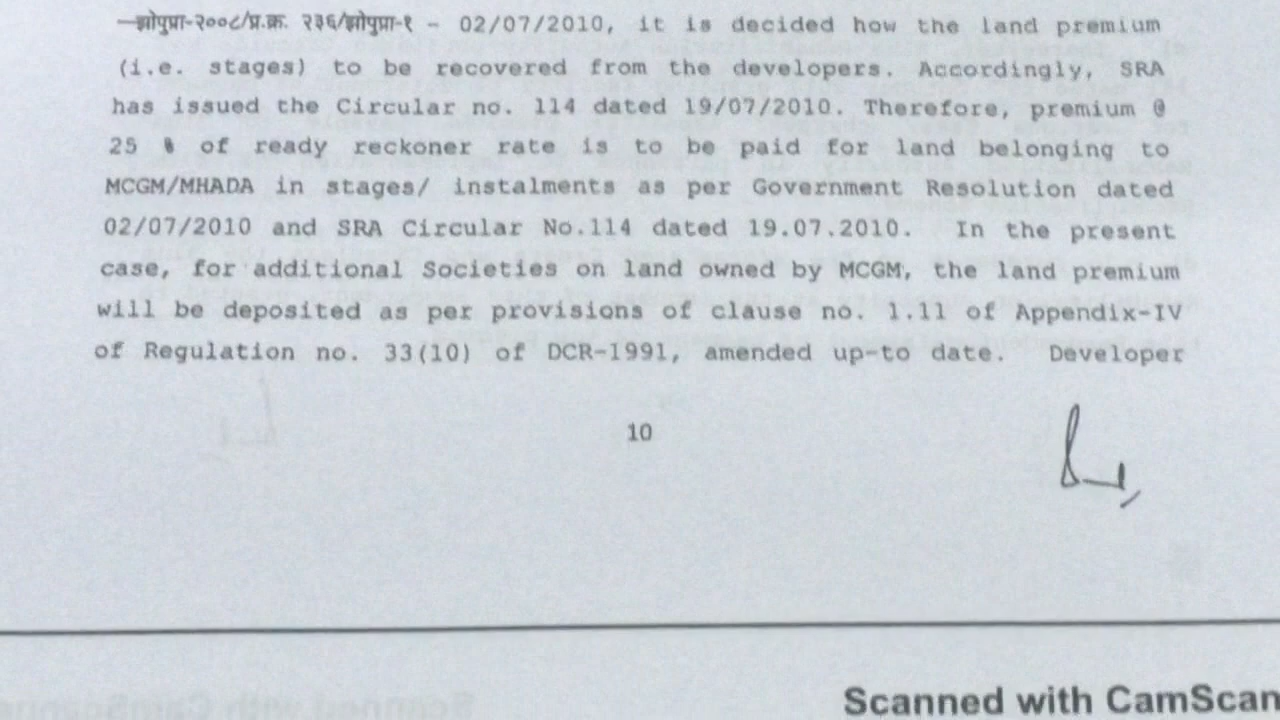 झोपुप्रा-२००८/प्र.क्र. २३६/झोपुप्रा-१ - 02/07/2010, it is decided how the land premium
(i.e. stages) to be recovered from the developers. Accordingly, SRA
has issued the Circular no. 114 dated 19/07/2010. Therefore, premium @
25 % of ready reckoner rate is to be paid for land belonging to
MCGM/MHADA in stages/ instalments as per Government Resolution dated
02/07/2010 and SRA Circular No.114 dated 19.07.2010. In the present
case, for additional Societies on land owned by MCGM, the land premium
will be deposited as per provisions of clause no. 1.11 of Appendix-IV
of Regulation no. 33(10) of DCR-1991, amended up-to date. Developer
10
Scanned with CamScan